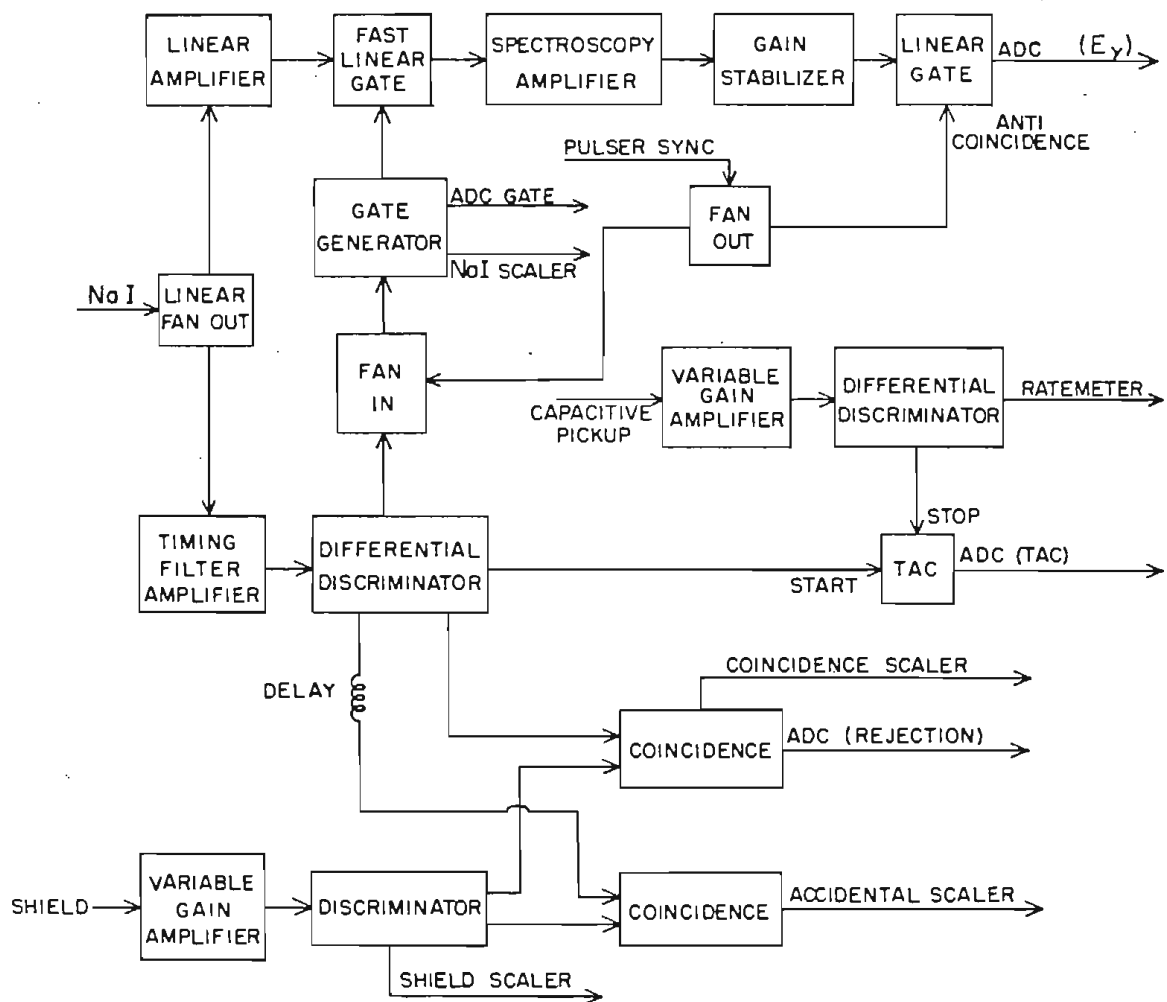 LINEAR
AMPLIFIER
FAST
LINEAR
GATE
SPECTROSCOPY
AMPLIFIER
GAIN
STABILIZER
LINEAR
GATE
ADC (Eγ)
ANTI
COINCIDENCE
PULSER SYNC
GATE
GENERATOR
ADC GATE
NaI SCALER
FAN
OUT
NaI
LINEAR
FAN OUT
FAN
IN
CAPACITIVE
PICKUP
VARIABLE
GAIN
AMPLIFIER
DIFFERENTIAL
DISCRIMINATOR
RATEMETER
STOP
TIMING
FILTER
AMPLIFIER
DIFFERENTIAL
DISCRIMINATOR
START
TAC
ADC (TAC)
DELAY
COINCIDENCE SCALER
COINCIDENCE
ADC (REJECTION)
SHIELD
VARIABLE
GAIN
AMPLIFIER
DISCRIMINATOR
COINCIDENCE
ACCIDENTAL SCALER
SHIELD SCALER